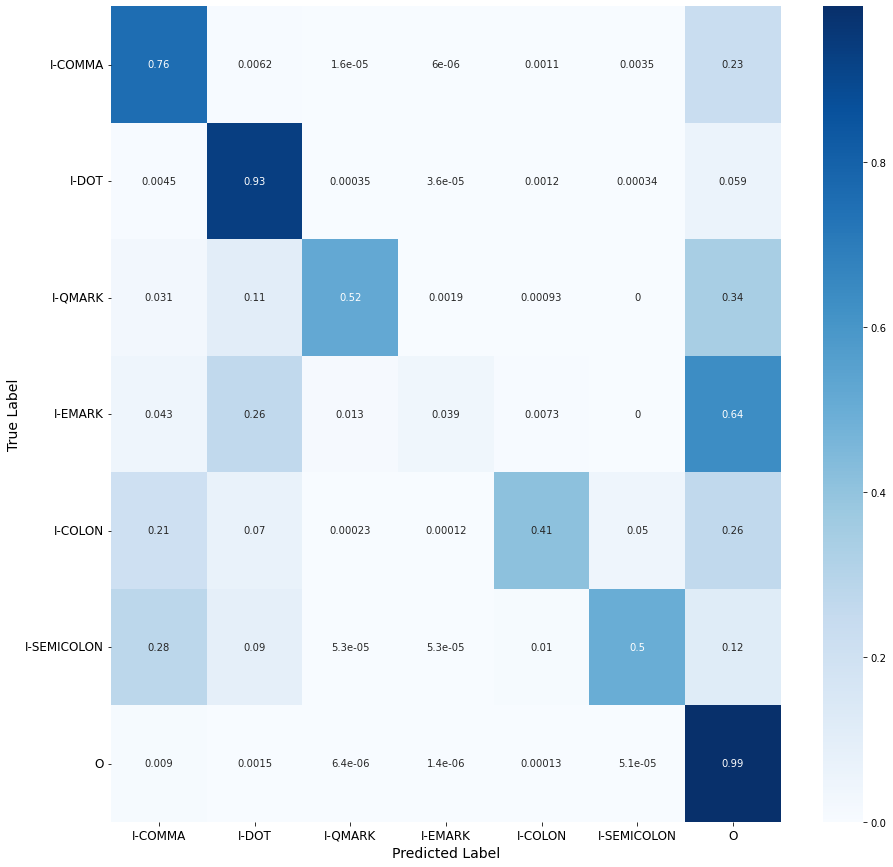 I-COMMA 0.76 0.0062 1.6e-05 6e-06 0.0011 0.0035 0.23
I-DOT 0.0045 0.93 0.00035 3.6e-05 0.0012 0.00034 0.059
I-QMARK 0.031 0.11 0.52 0.0019 0.00093 0 0.34
I-EMARK 0.043 0.26 0.013 0.039 0.0073 0 0.64
I-COLON 0.21 0.07 0.00023 0.00012 0.41 0.05 0.26
I-SEMICOLON 0.28 0.09 5.3e-05 5.3e-05 0.01 0.5 0.12
O 0.009 0.0015 6.4e-06 1.4e-06 0.00013 5.1e-05 0.99
I-COMMA I-DOT I-QMARK I-EMARK I-COLON I-SEMICOLON O
Predicted Label
True Label
0.8
0.6
0.4
0.2
0.0